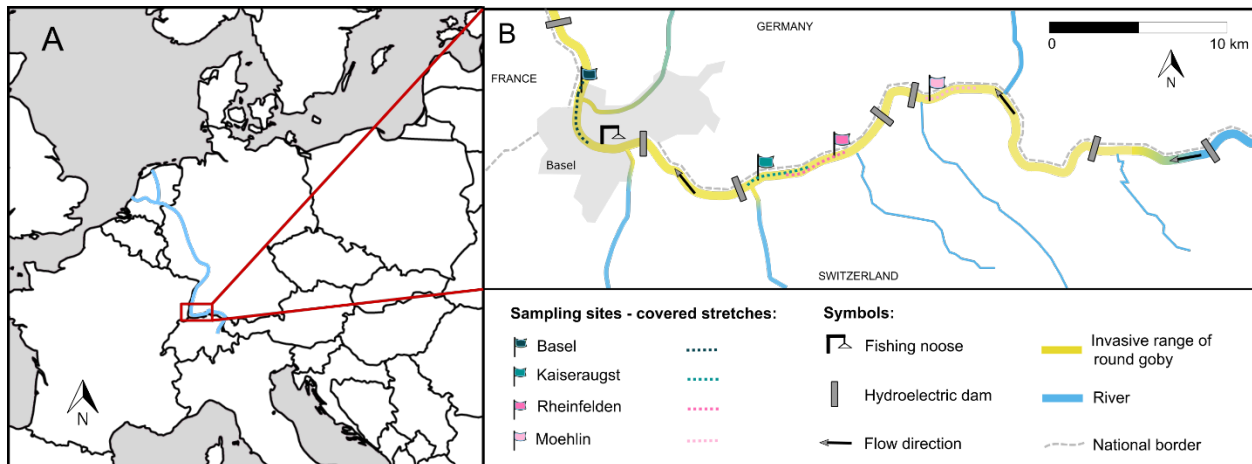 A
N
B
GERMANY
0
10 km
N
FRANCE
Basel
SWITZERLAND
Sampling sites - covered stretches:
Basel
Kaiseraugst
Rheinfelden
Moehlin
Symbols:
Fishing noose
Hydroelectric dam
Flow direction
Invasive range of
round goby
River
National border